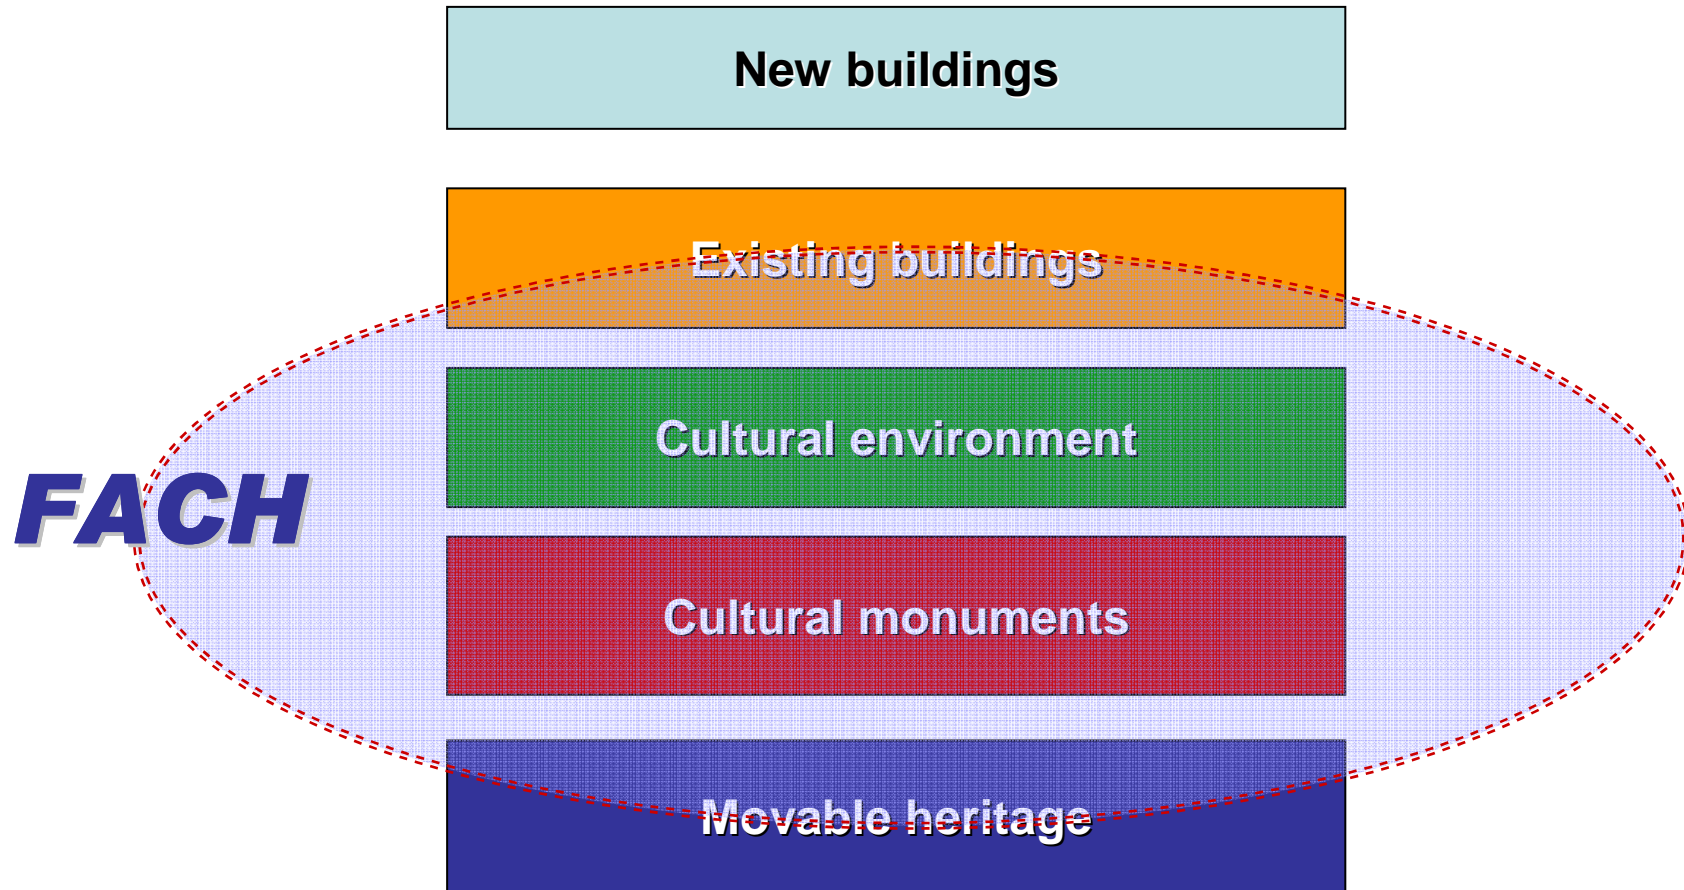 New buildings
Existing buildings
Cultural environment
FACH
Cultural monuments
Movable heritage